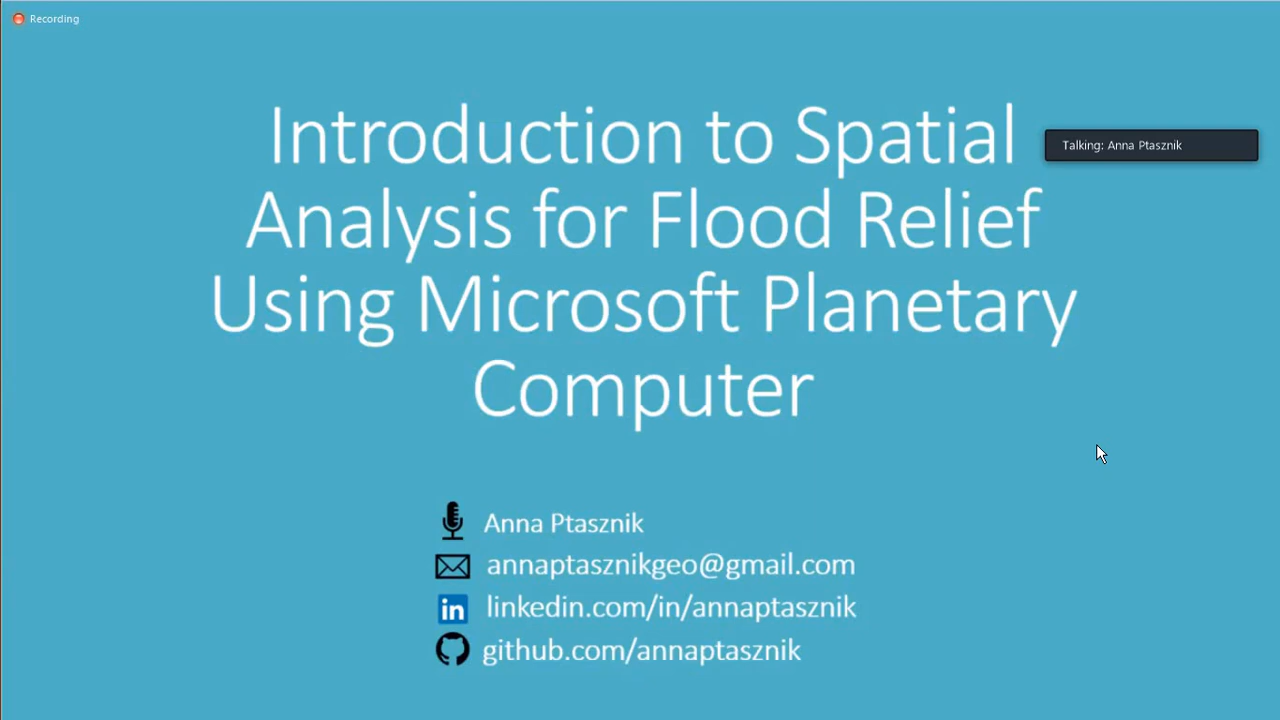 Recording
Introduction to Spatial
Talking: Anna Ptasznik
Analysis for Flood Relief
Using Microsoft Planetary
Computer
Anna Ptasznik
annaptasznikgeo@gmail.com
in
linkedin.com/in/annaptasznik
github.com/annaptasznik